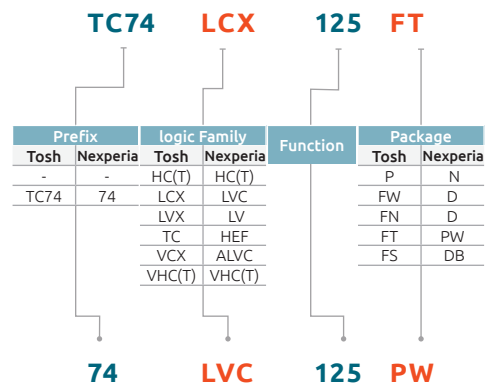 TC74 LCX 125 FT
Prefix logic Family Function Package
Tosh Nexperia Tosh Nexperia Tosh Nexperia
- - HC(T) HC(T) P N
TC74 74 LCX LVC FW D
LVX LV FN D
TC HEF FT PW
VCX ALVC FS DB
VHC(T) VHC(T)
74 LVC 125 PW